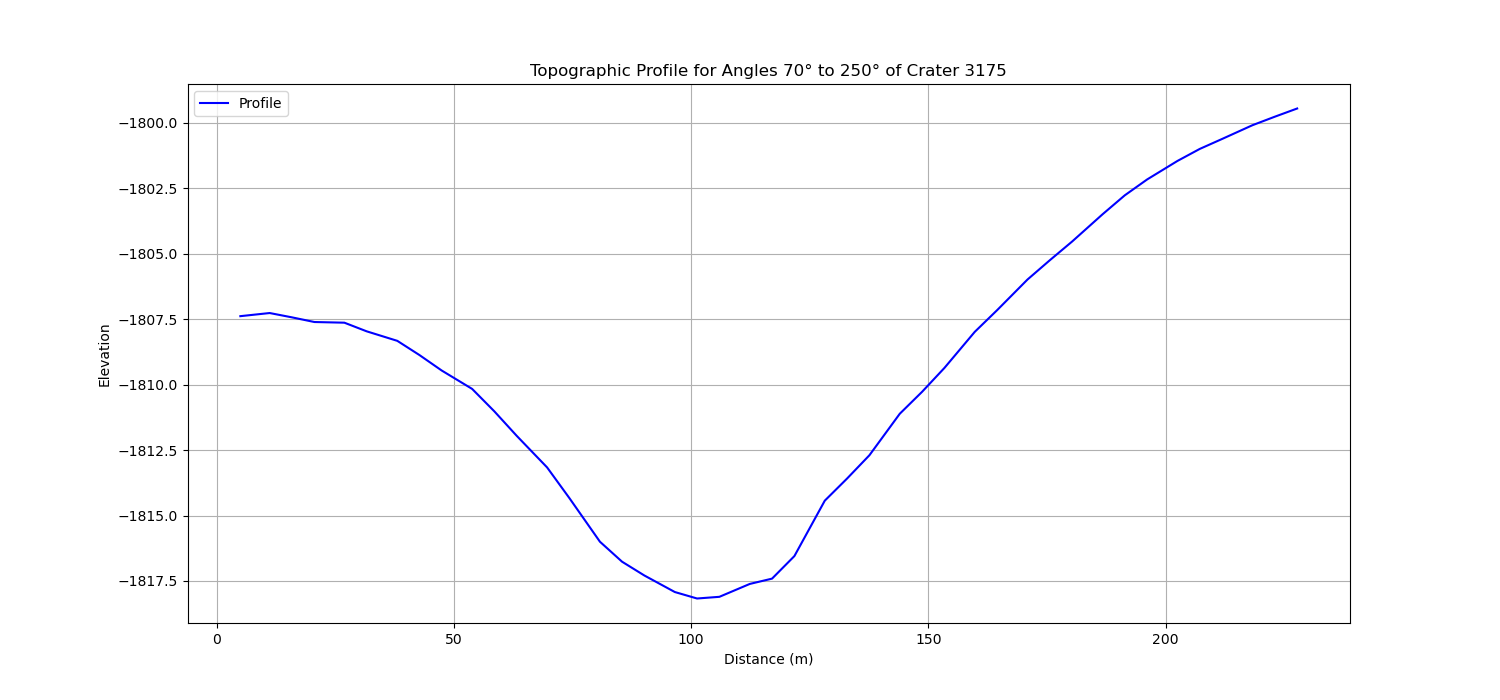 Topographic Profile for Angles 70° to 250° of Crater 3175
Profile
−1800.0
−1802.5
−1805.0
−1807.5
−1810.0
−1812.5
−1815.0
−1817.5
Elevation
0 50 100 150 200
Distance (m)